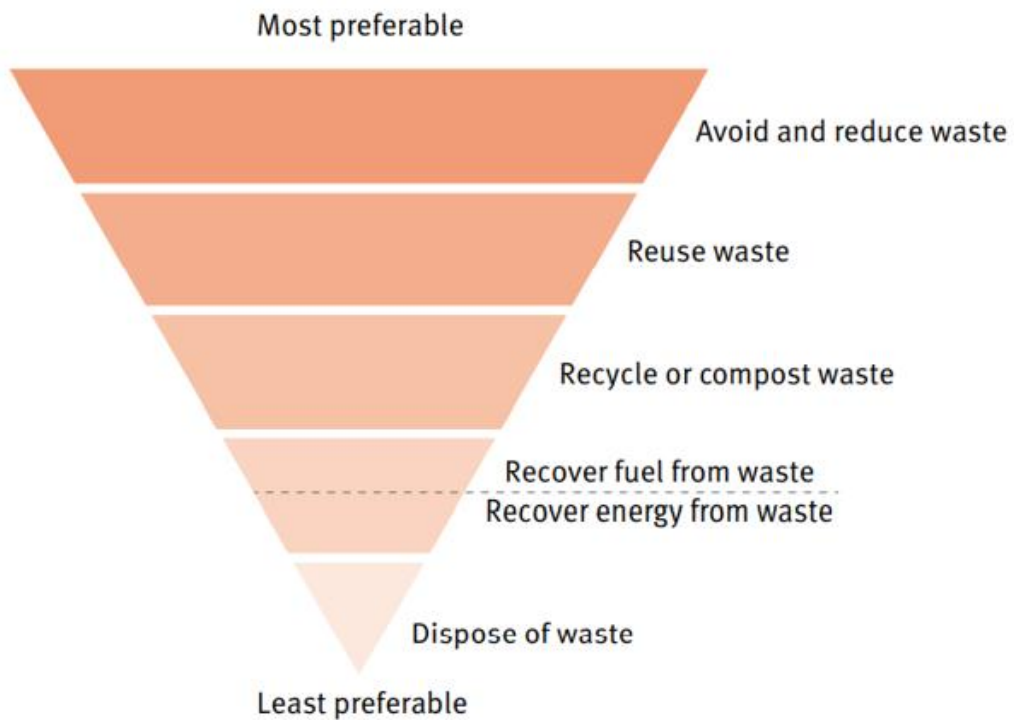 Most preferable
Avoid and reduce waste
Reuse waste
Recycle or compost waste
Recover fuel from waste
Recover energy from waste
Dispose of waste
Least preferable